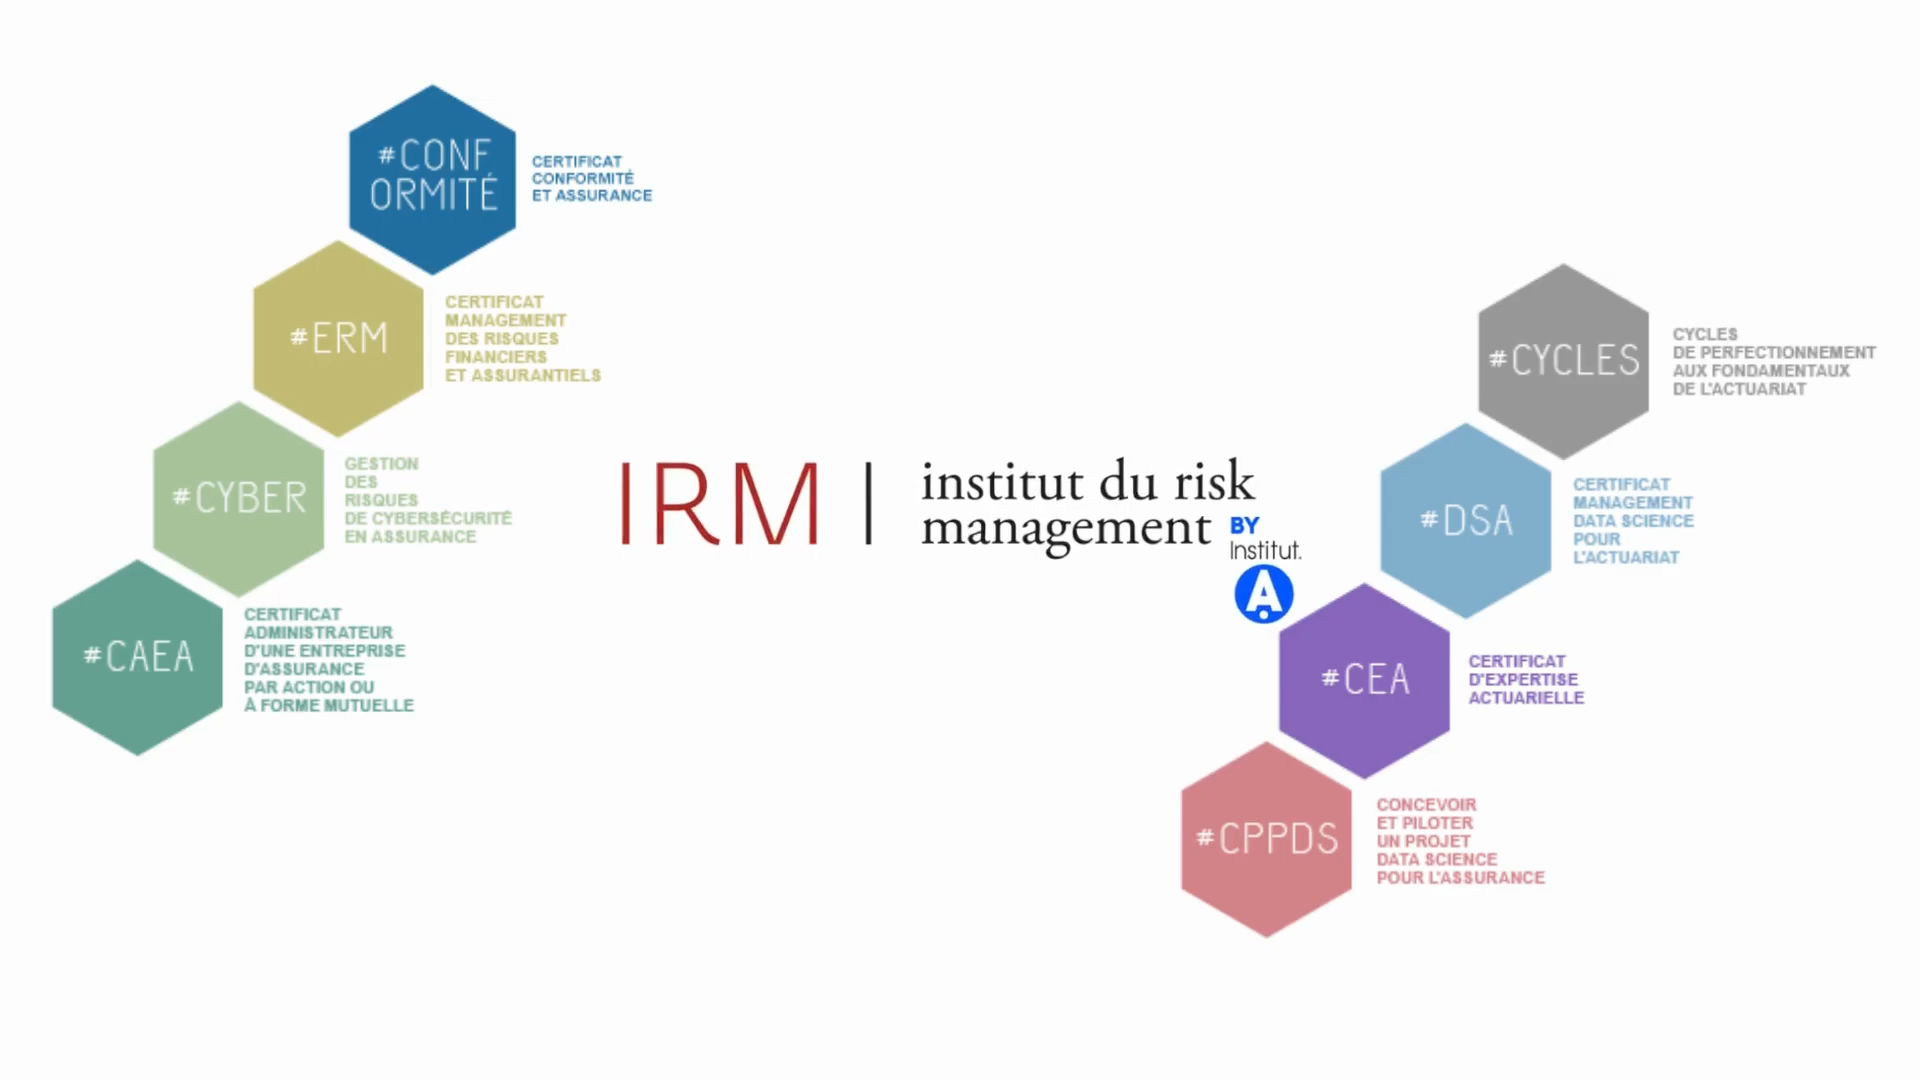 #CONF
ORMITÉ
CERTIFICAT
CONFORMITÉ
ET ASSURANCE
#ERM
CERTIFICAT
MANAGEMENT
DES RISQUES
FINANCIERS
ET ASSURANTIELS
#CYBER
GESTION
DES
RISQUES
DE CYBERSÉCURITÉ
EN ASSURANCE
#CAEA
CERTIFICAT
ADMINISTRATEUR
D'UNE ENTREPRISE
D'ASSURANCE
PAR ACTION OU
À FORME MUTUELLE
IRM
institut du risk
management
BY
Institut.
A
#CYCLES
CYCLES
DE PERFECTIONNEMENT
AUX FONDAMENTAUX
DE L'ACTUARIAT
#DSA
CERTIFICAT
MANAGEMENT
DATA SCIENCE
POUR
L'ACTUARIAT
#CEA
CERTIFICAT
D'EXPERTISE
ACTUARIELLE
#CPPDS
CONCEVOIR
ET PILOTER
UN PROJET
DATA SCIENCE
POUR L'ASSURANCE